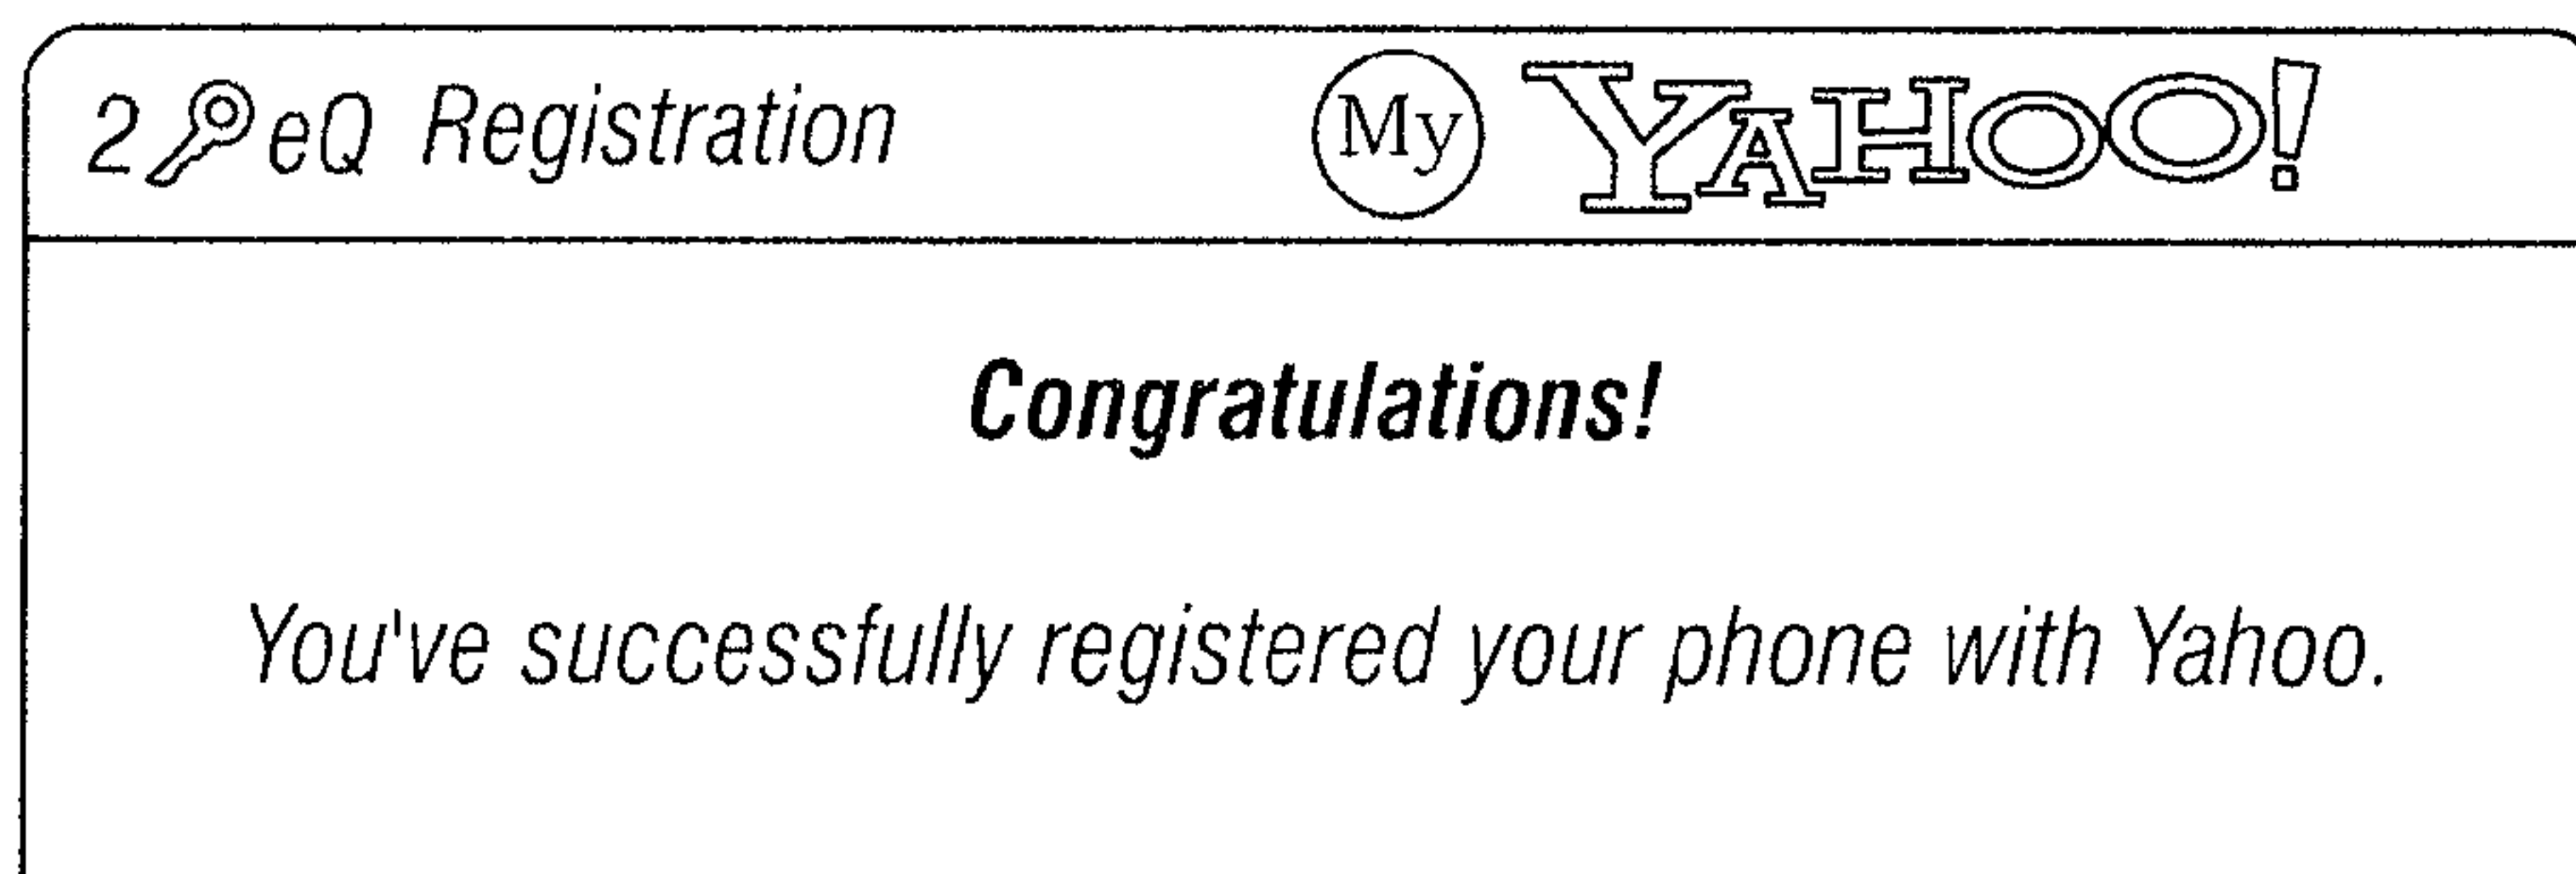 2 eQ Registration My YAHOO!
Congratulations!
You've successfully registered your phone with Yahoo.